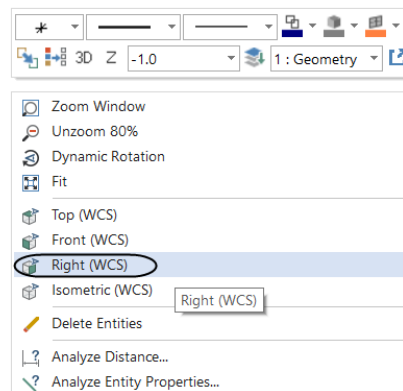 3D Z -1.0 1 : Geometry
Zoom Window
Unzoom 80%
Dynamic Rotation
Fit
Top (WCS)
Front (WCS)
Right (WCS)
Isometric (WCS)
Right (WCS)
Delete Entities
Analyze Distance...
Analyze Entity Properties...